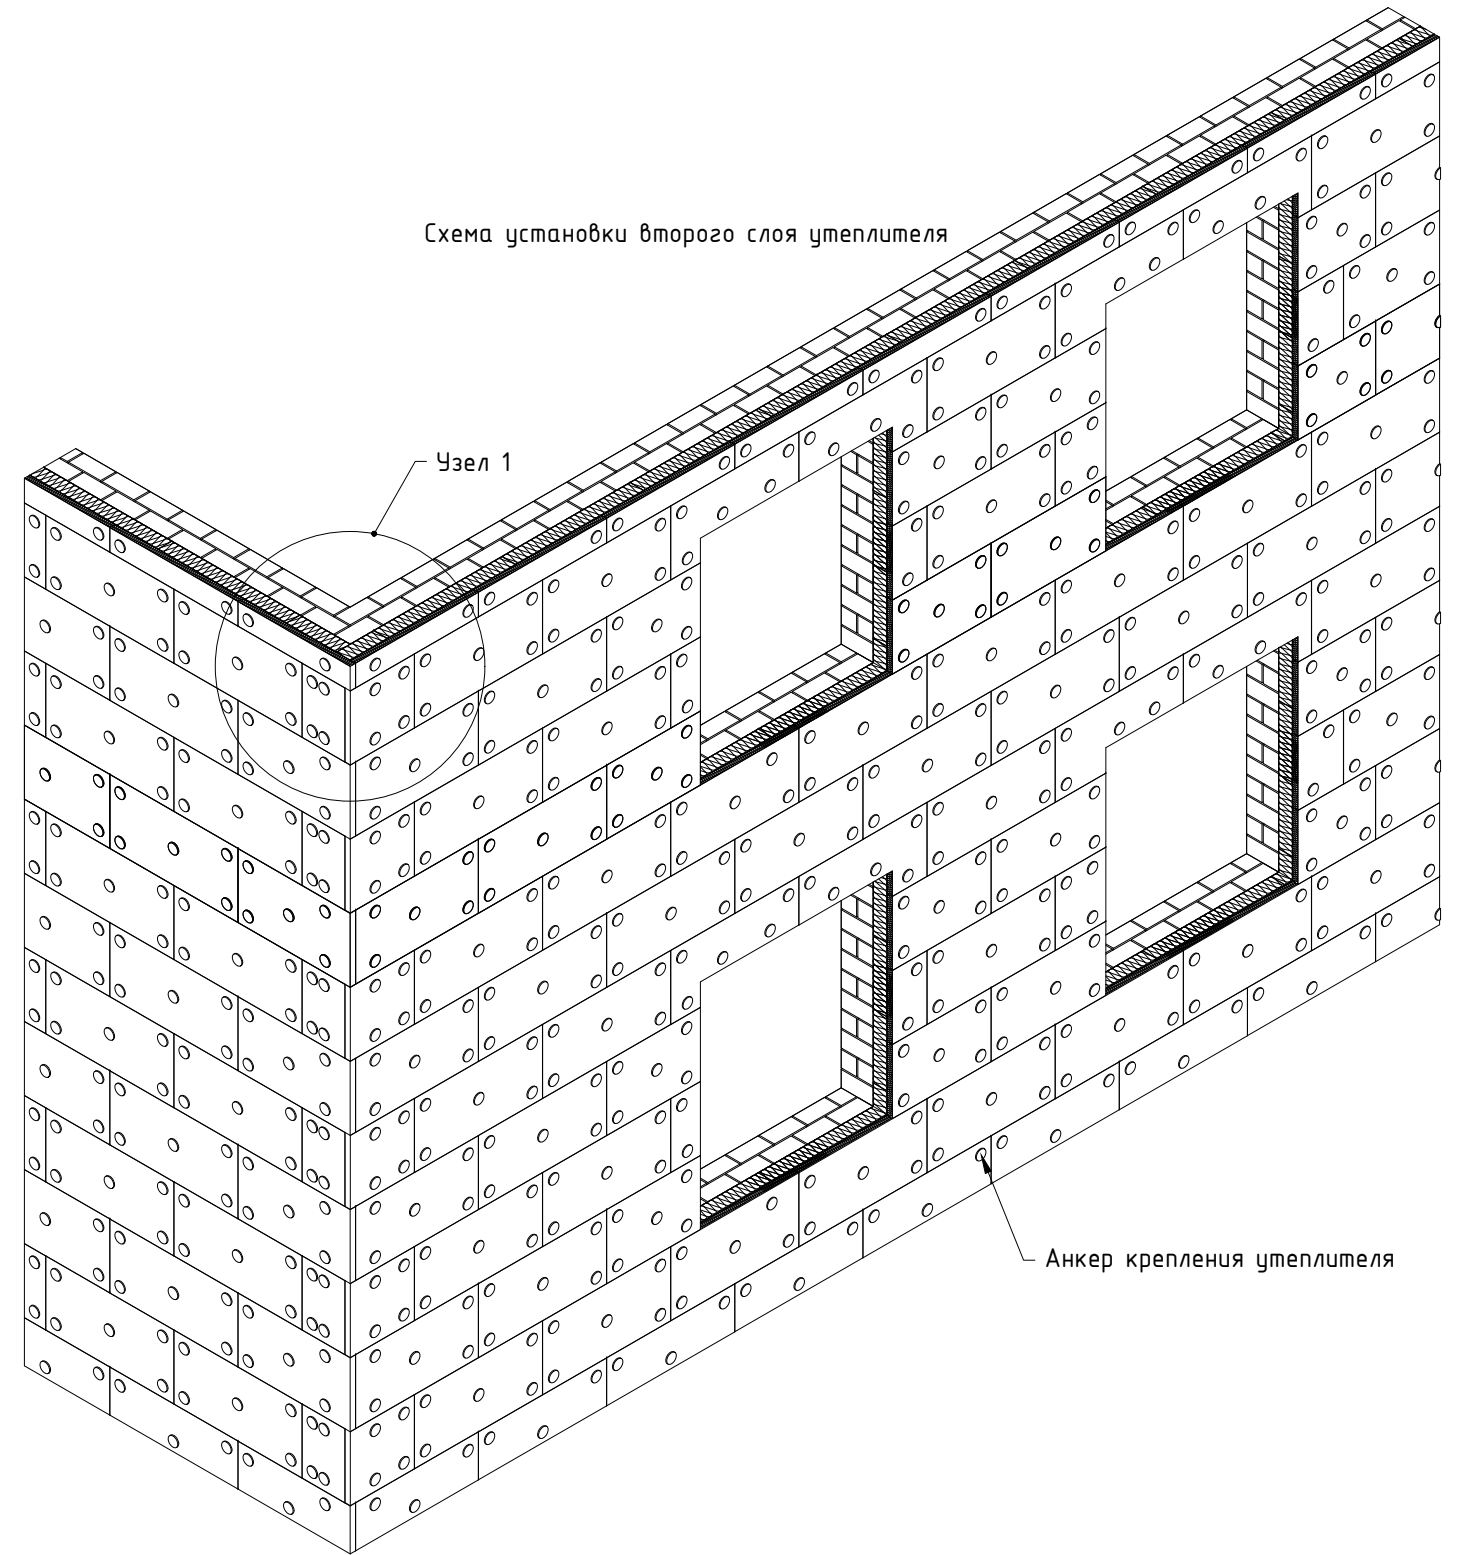 Схема установки второго слоя утеплителя
Узел 1
Анкер крепления утеплителя